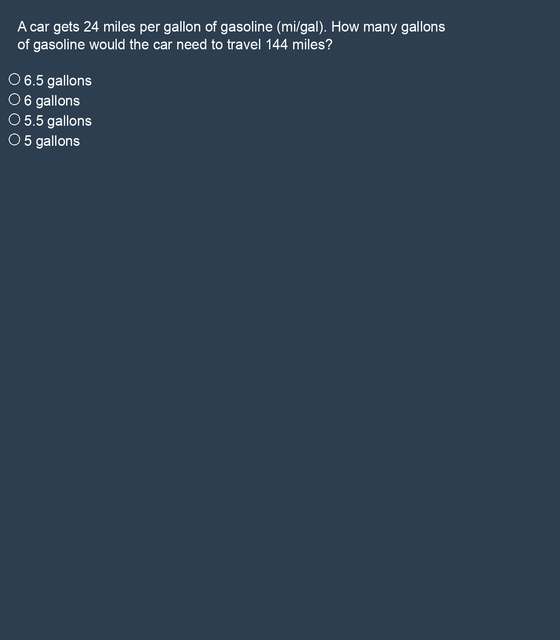 A car gets 24 miles per gallon of gasoline (mi/gal). How many gallons
of gasoline would the car need to travel 144 miles?
6.5 gallons
6 gallons
5.5 gallons
5 gallons